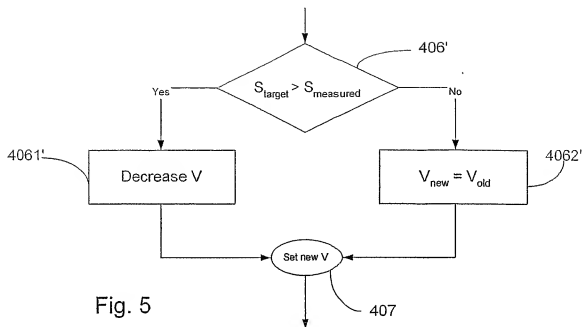 406'
S_target > S_measured
Yes
No
4061'
Decrease V
V_new = V_old
4062'
Set new V
407
Fig. 5